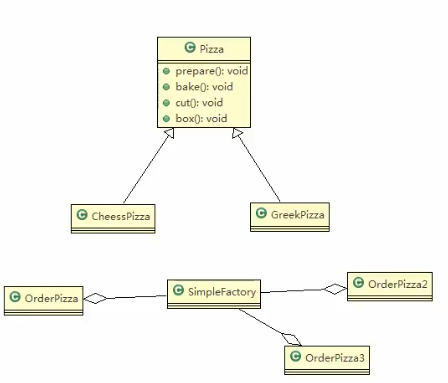 C Pizza
prepare(): void
bake(): void
cut(): void
box(): void
C CheessPizza
C GreekPizza
C OrderPizza
C SimpleFactory
C OrderPizza2
C OrderPizza3